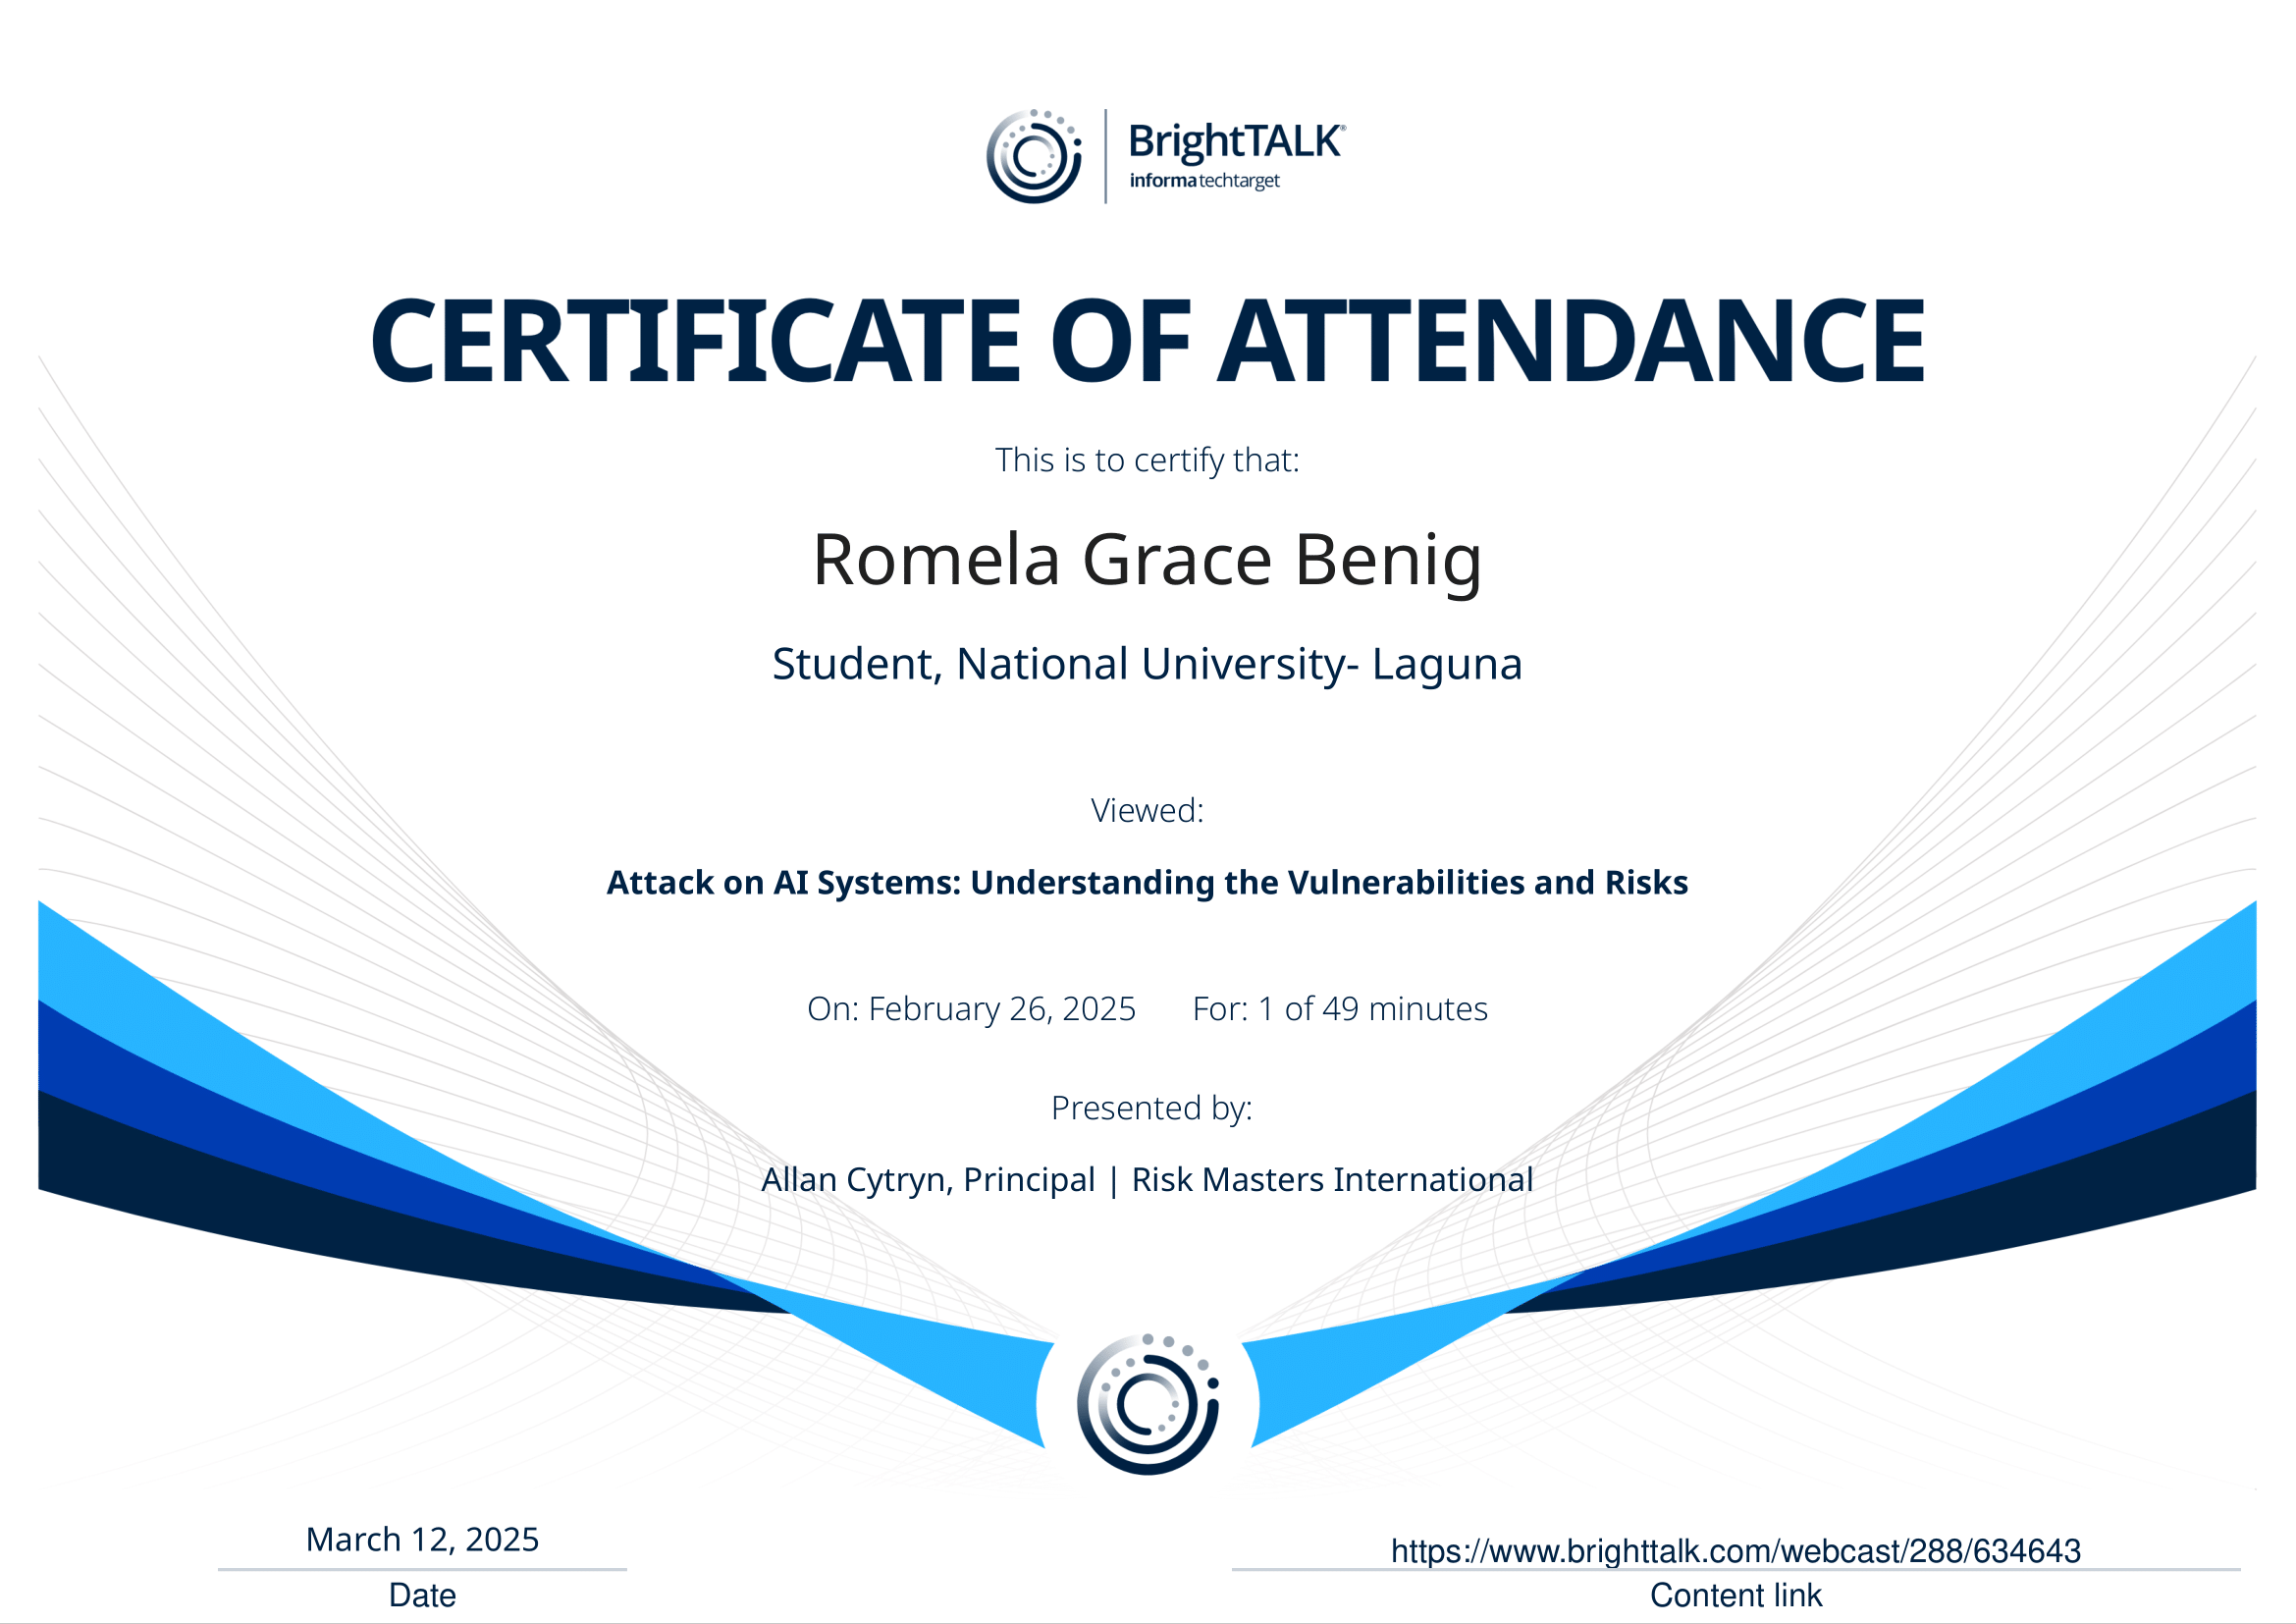 BrightTALK®
informa techtarget
CERTIFICATE OF ATTENDANCE
This is to certify that:
Romela Grace Benig
Student, National University- Laguna
Viewed:
Attack on AI Systems: Understanding the Vulnerabilities and Risks
On: February 26, 2025 For: 1 of 49 minutes
Presented by:
Allan Cytryn, Principal | Risk Masters International
March 12, 2025
Date
https://www.brighttalk.com/webcast/288/634643
Content link